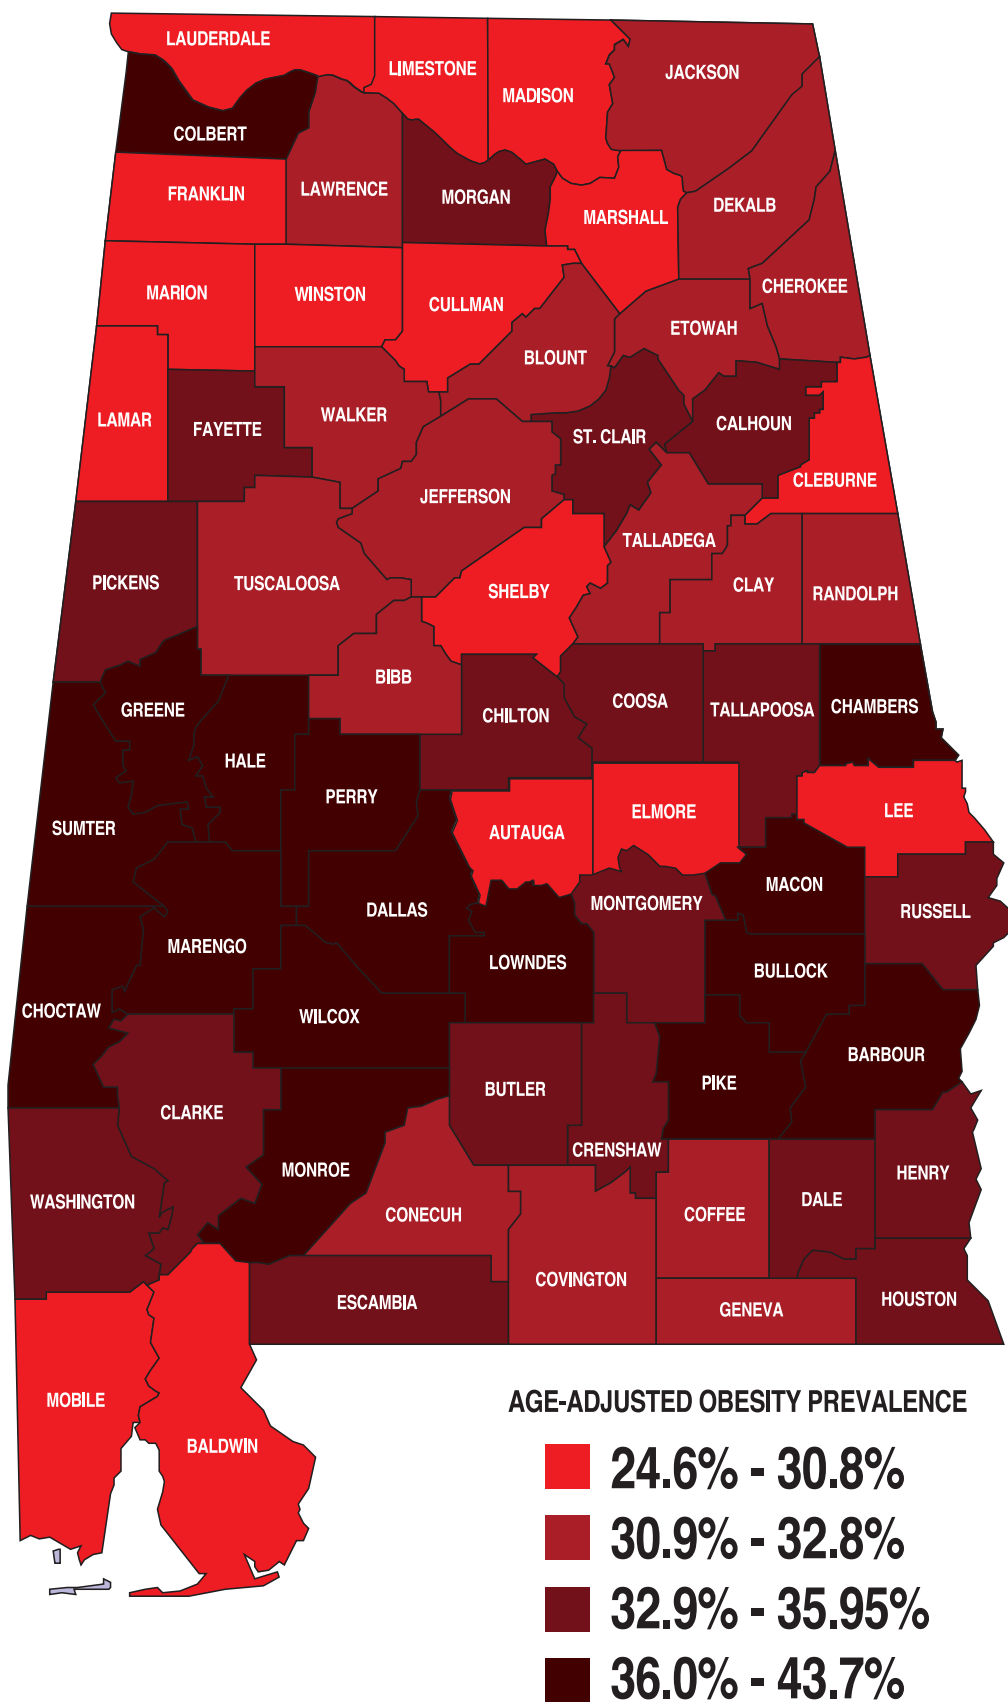 LAUDERDALE
LIMESTONE
MADISON
JACKSON
COLBERT
LAWRENCE
FRANKLIN
MORGAN
MARSHALL
DEKALB
CHEROKEE
MARION
WINSTON
CULLMAN
ETOWAH
BLOUNT
LAMAR
FAYETTE
WALKER
ST. CLAIR
CALHOUN
CLEBURNE
JEFFERSON
TALLADEGA
PICKENS
TUSCALOOSA
SHELBY
CLAY
RANDOLPH
BIBB
GREENE
CHILTON
COOSA
TALLAPOOSA
CHAMBERS
HALE
PERRY
SUMTER
AUTAUGA
ELMORE
LEE
MACON
DALLAS
MONTGOMERY
RUSSELL
MARENGO
LOWNDES
BULLOCK
CHOCTAW
WILCOX
BARBOUR
PIKE
BUTLER
CLARKE
CRENSHAW
MONROE
HENRY
WASHINGTON
DALE
CONECUH
COFFEE
COVINGTON
ESCAMBIA
GENEVA
HOUSTON
MOBILE
BALDWIN
AGE-ADJUSTED OBESITY PREVALENCE
24.6% - 30.8%
30.9% - 32.8%
32.9% - 35.95%
36.0% - 43.7%